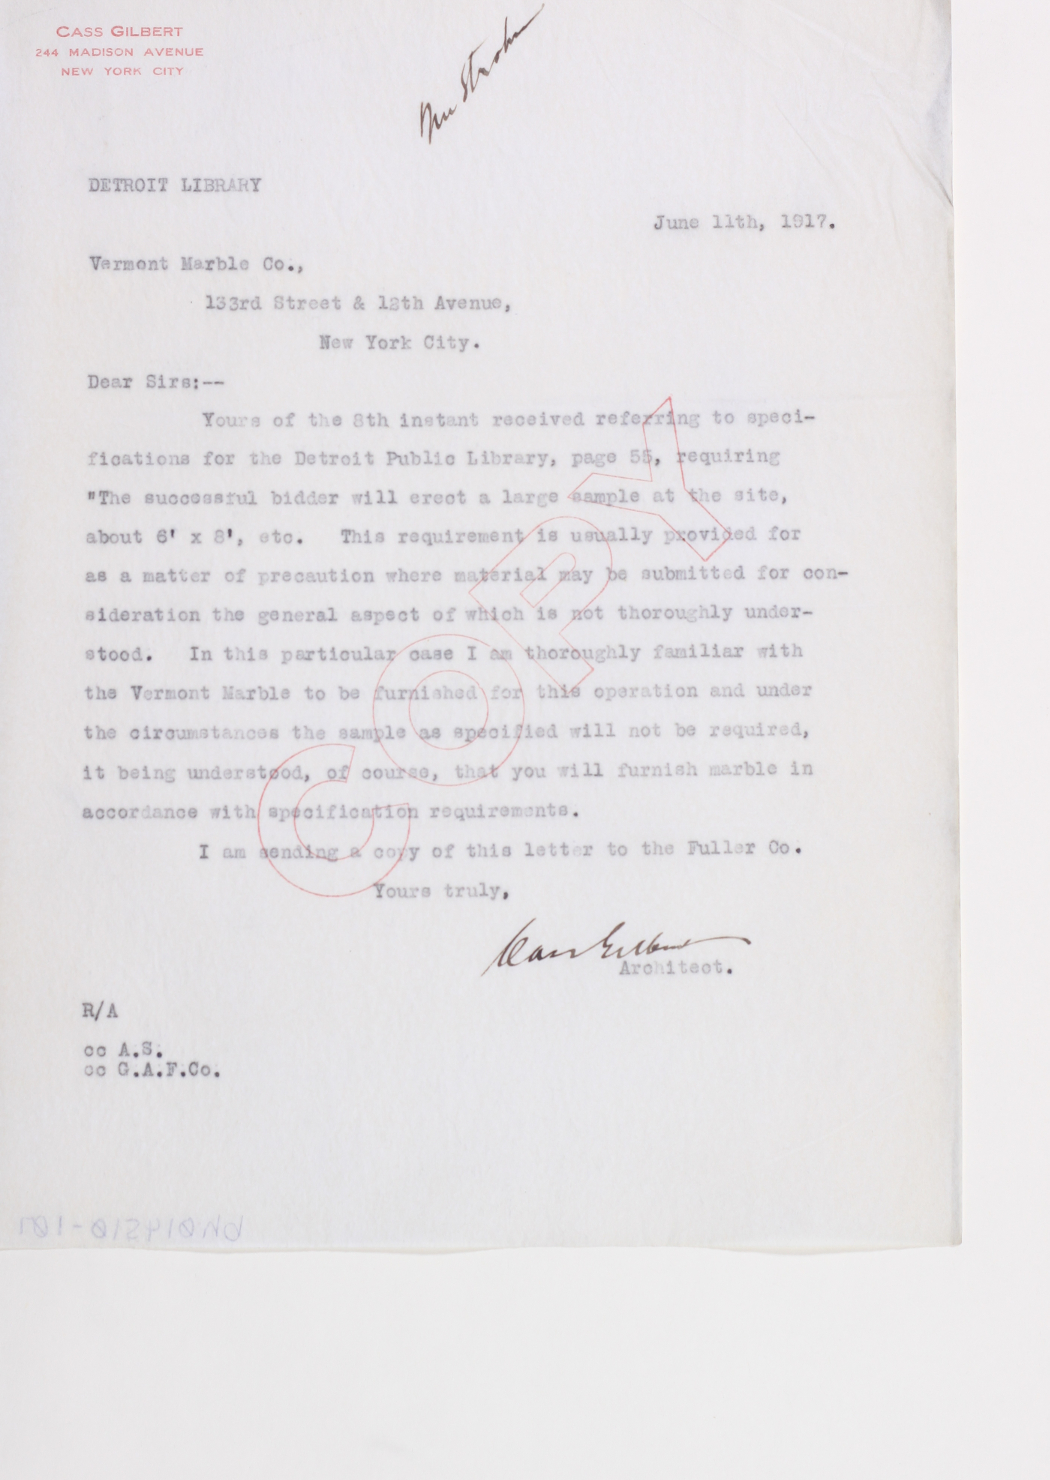 CASS GILBERT
244 MADISON AVENUE
NEW YORK CITY
Mr Strohm
DETROIT LIBRARY
June 11th, 1917.
Vermont Marble Co.,
133rd Street & 12th Avenue,
New York City.
Dear Sirs:--
Yours of the 8th instant received referring to speci-
fications for the Detroit Public Library, page 55, requiring
"The successful bidder will erect a large sample at the site,
about 6' x 8', etc. This requirement is usually provided for
as a matter of precaution where material may be submitted for con-
sideration the general aspect of which is not thoroughly under-
stood. In this particular case I am thoroughly familiar with
the Vermont Marble to be furnished for this operation and under
the circumstances the sample as specified will not be required,
it being understood, of course, that you will furnish marble in
accordance with specification requirements.
I am sending a copy of this letter to the Fuller Co.
Yours truly,
Cass Gilbert
Architect.
R/A
cc A.S.
cc G.A.F.Co.
COPY